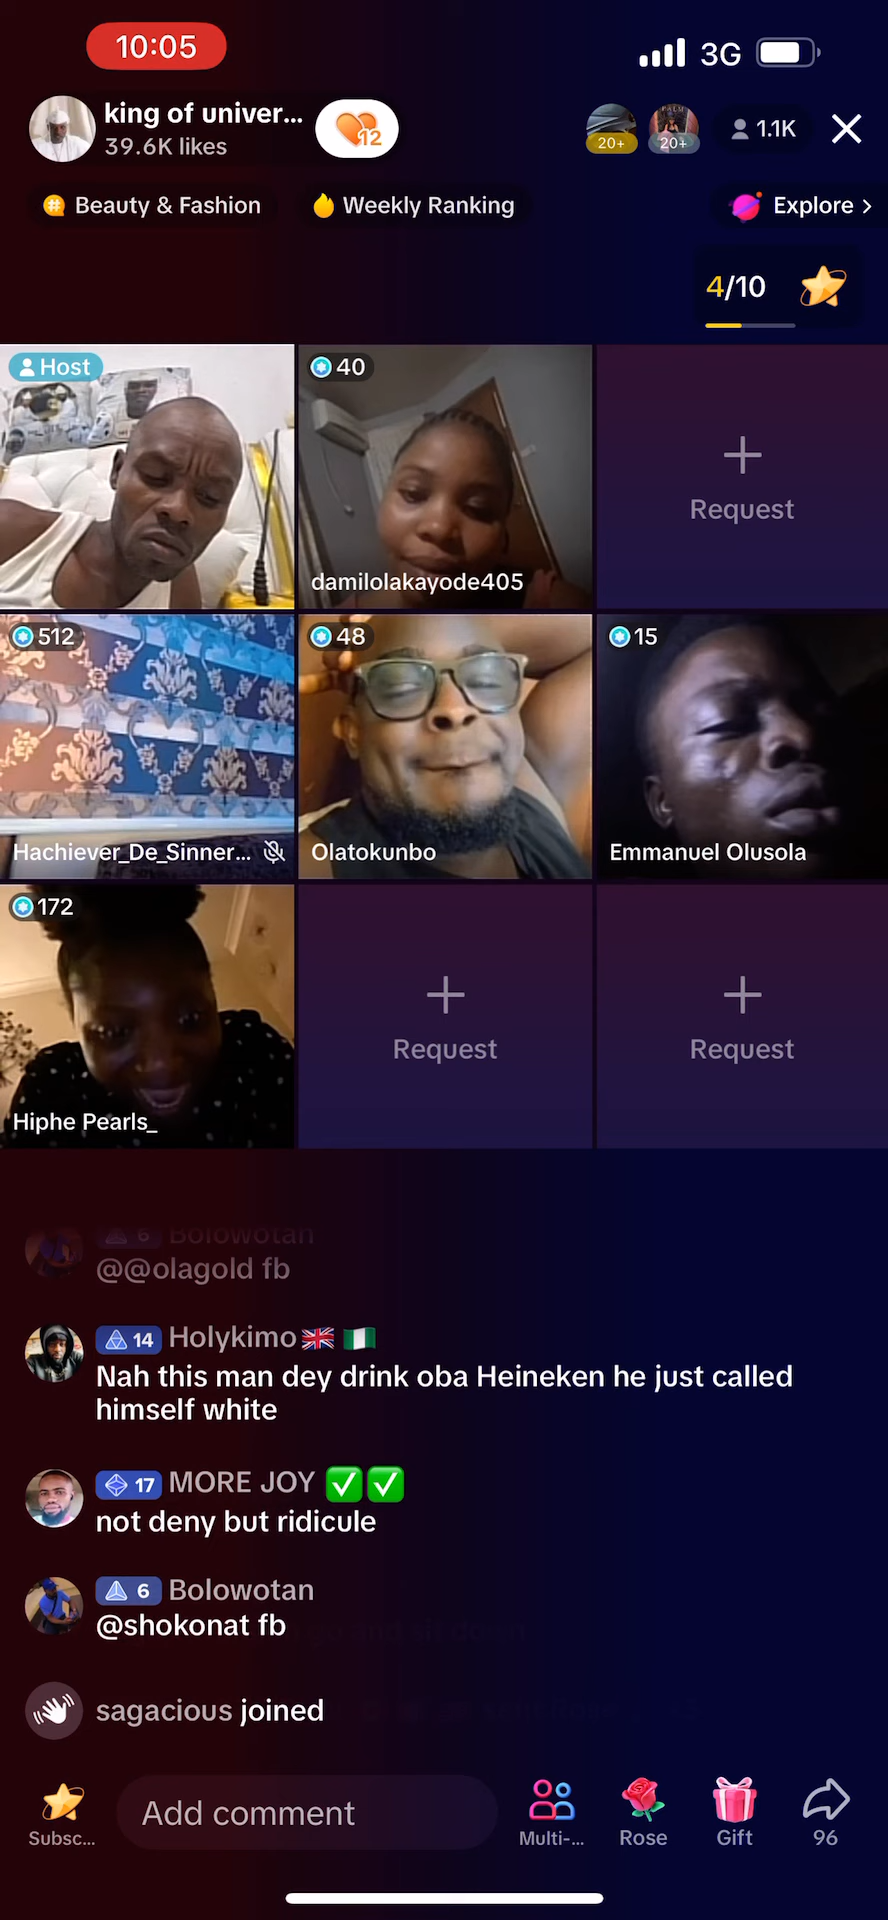 10:05
3G
king of univer...
12
39.6K likes
20+
20+
1.1K
Beauty & Fashion
Weekly Ranking
Explore >
4/10
Host
40
Request
damilolakayode405
512
48
15
Hachiever_De_Sinner...
Olatokunbo
Emmanuel Olusola
172
Request
Request
Hiphe Pearls_
6 Bolowotan
@@olagold fb
14 Holykimo🇬🇧 🇳🇬
Nah this man dey drink oba Heineken he just called
himself white
17 MORE JOY ✅✅
not deny but ridicule
6 Bolowotan
@shokonat fb
sagacious joined
Add comment
Subsc...
Multi-...
Rose
Gift
96